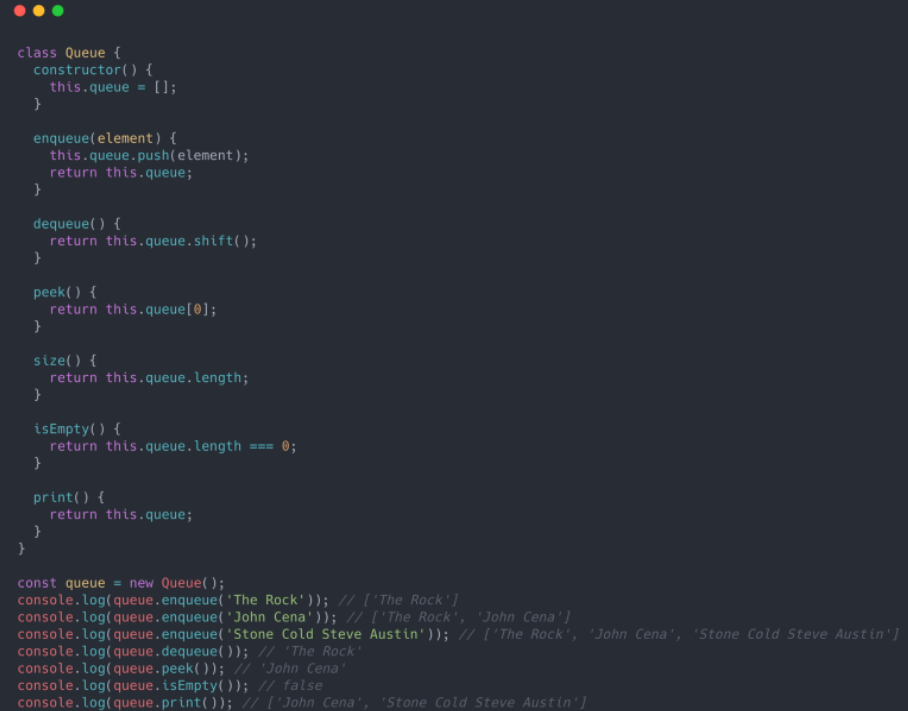 class Queue {
  constructor() {
    this.queue = [];
  }

  enqueue(element) {
    this.queue.push(element);
    return this.queue;
  }

  dequeue() {
    return this.queue.shift();
  }

  peek() {
    return this.queue[0];
  }

  size() {
    return this.queue.length;
  }

  isEmpty() {
    return this.queue.length === 0;
  }

  print() {
    return this.queue;
  }
}

const queue = new Queue();
console.log(queue.enqueue('The Rock')); // ['The Rock']
console.log(queue.enqueue('John Cena')); // ['The Rock', 'John Cena']
console.log(queue.enqueue('Stone Cold Steve Austin')); // ['The Rock', 'John Cena', 'Stone Cold Steve Austin']
console.log(queue.dequeue()); // 'The Rock'
console.log(queue.peek()); // 'John Cena'
console.log(queue.isEmpty()); // false
console.log(queue.print()); // ['John Cena', 'Stone Cold Steve Austin']